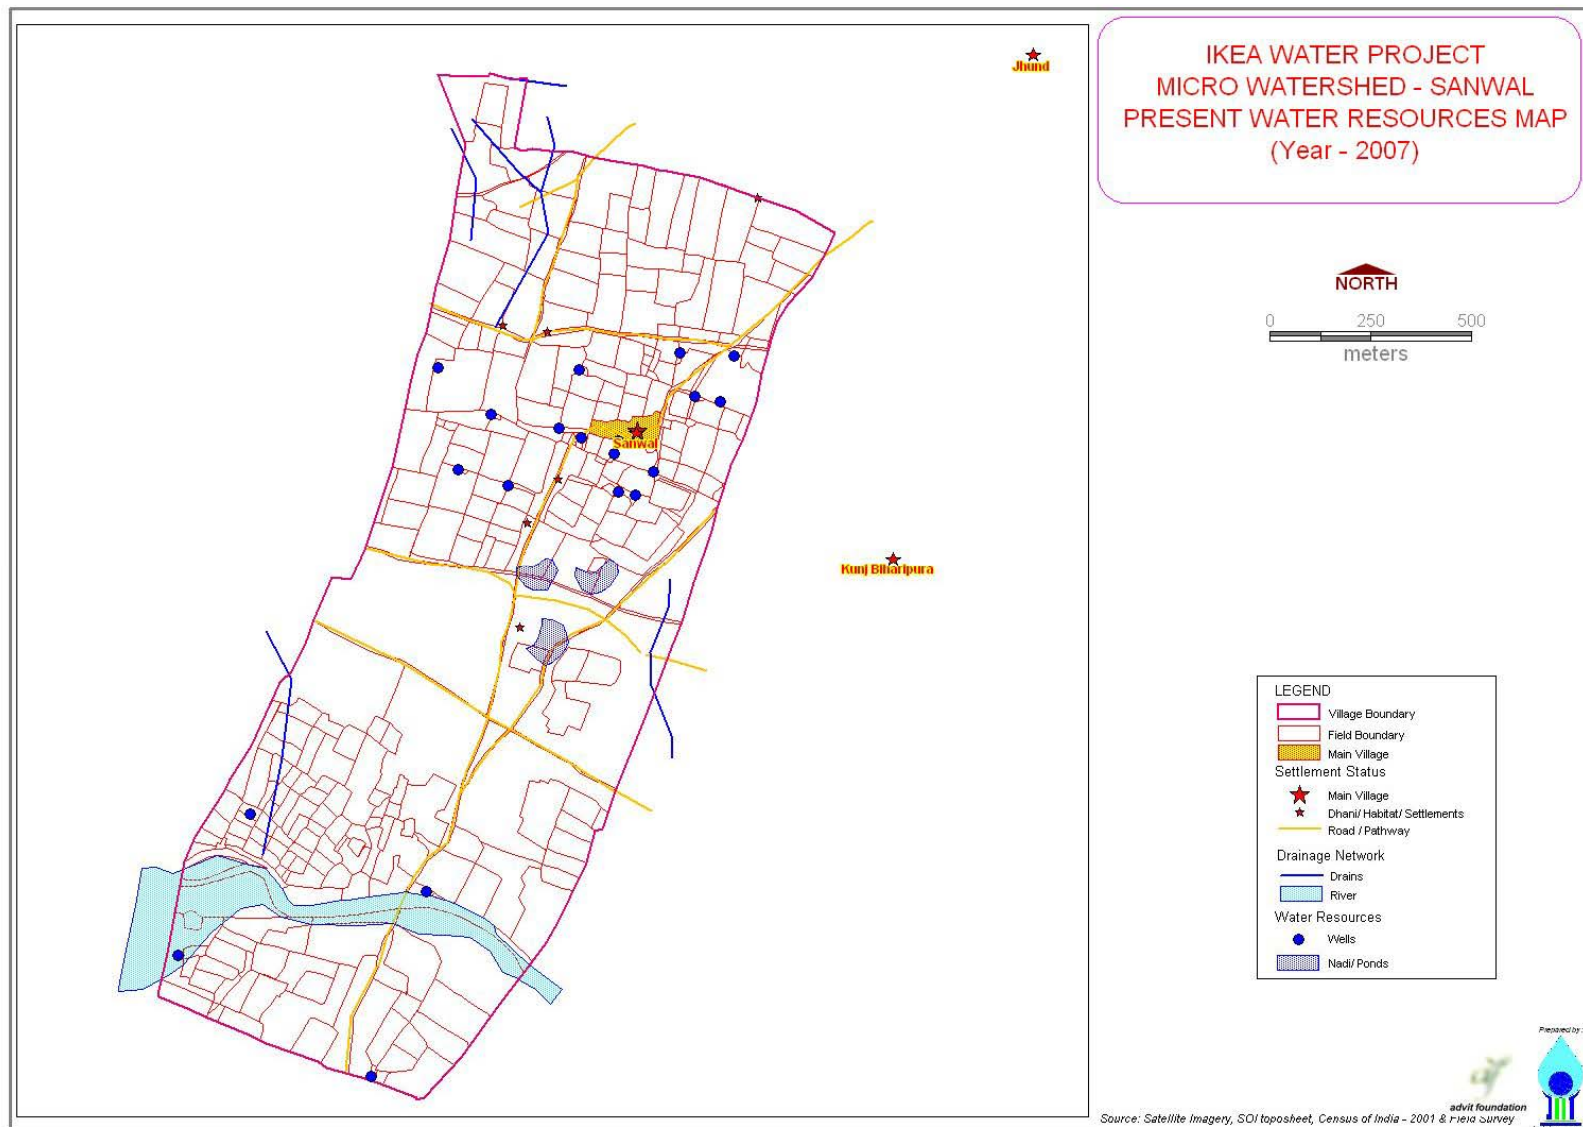 Jhund
Sanwal
Kunj Biharipura
IKEA WATER PROJECT
MICRO WATERSHED - SANWAL
PRESENT WATER RESOURCES MAP
(Year - 2007)
NORTH
0 250 500
meters
LEGEND
Village Boundary
Field Boundary
Main Village
Settlement Status
Main Village
Dhani/ Habitat/ Settlements
Road / Pathway
Drainage Network
Drains
River
Water Resources
Wells
Nadi/ Ponds
Prepared by:
advit foundation
Source: Satellite Imagery, SOI toposheet, Census of India - 2001 & Field Survey